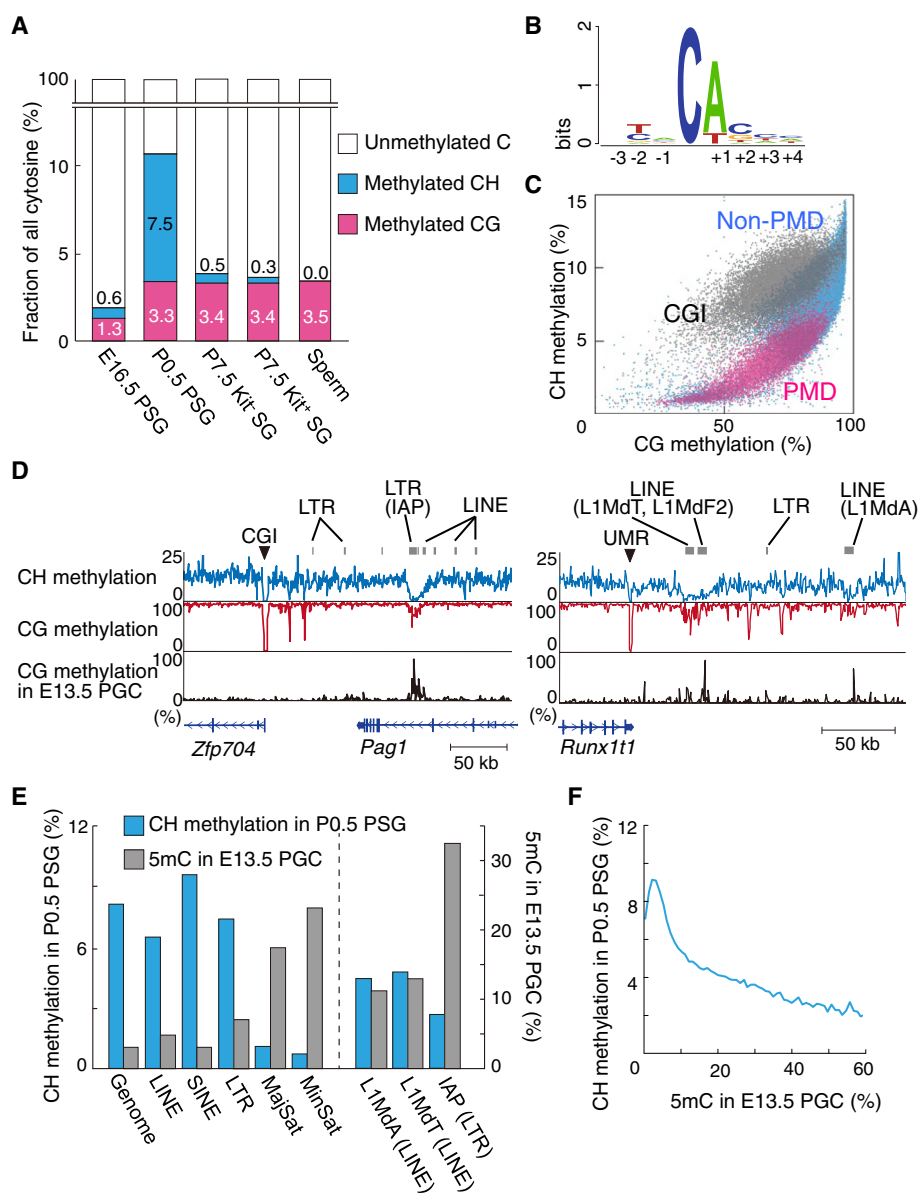 A
Fraction of all cytosine (%)
100
10
5
0
0.6
1.3
7.5
3.3
0.5
3.4
0.3
3.4
0.0
3.5
E16.5 PSG
P0.5 PSG
P7.5 Kit⁻ SG
P7.5 Kit⁺ SG
Sperm
Unmethylated C
Methylated CH
Methylated CG
B
bits
2
1
0
T
C
C
A
T
C
-3 -2 -1 +1 +2 +3 +4
C
CH methylation (%)
15
10
5
0
50
100
CG methylation (%)
Non-PMD
CGI
PMD
D
CGI
LTR
LTR
(IAP)
LINE
UMR
LINE
(L1MdT, L1MdF2)
LTR
LINE
(L1MdA)
CH methylation
25
0
25
0
CG methylation
100
0
100
0
CG methylation
in E13.5 PGC
100
0
100
0
(%)
(%)
Zfp704
Pag1
50 kb
Runx1t1
50 kb
E
CH methylation in P0.5 PSG (%)
12
6
0
CH methylation in P0.5 PSG
5mC in E13.5 PGC
30
20
10
0
5mC in E13.5 PGC (%)
Genome
LINE
SINE
LTR
MajSat
MinSat
L1MdA (LINE)
L1MdT (LINE)
IAP (LTR)
F
CH methylation in P0.5 PSG (%)
12
8
4
0
0
20
40
60
5mC in E13.5 PGC (%)